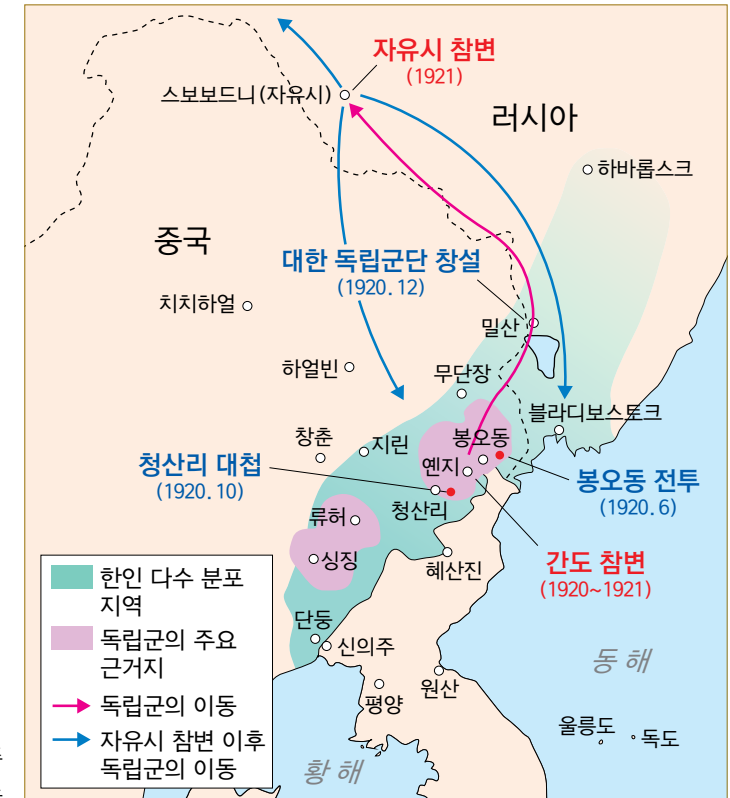 자유시 참변
(1921)
스보보드니(자유시)
러시아
하바롭스크
중국
대한 독립군단 창설
(1920.12)
치치하얼
밀산
하얼빈
무단장
블라디보스토크
창춘
지린
봉오동
청산리 대첩
(1920.10)
옌지
봉오동 전투
(1920.6)
청산리
류허
싱징
혜산진
간도 참변
(1920~1921)
한인 다수 분포
지역
독립군의 주요
근거지
독립군의 이동
자유시 참변 이후
독립군의 이동
단둥
신의주
평양
원산
동해
울릉도
독도
황해